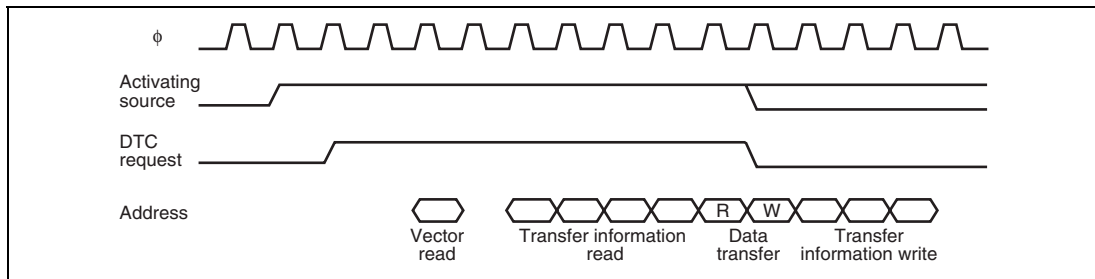 ϕ
Activating
source
DTC
request
Address
R W
Vector
read
Transfer information
read
Data
transfer
Transfer
information write